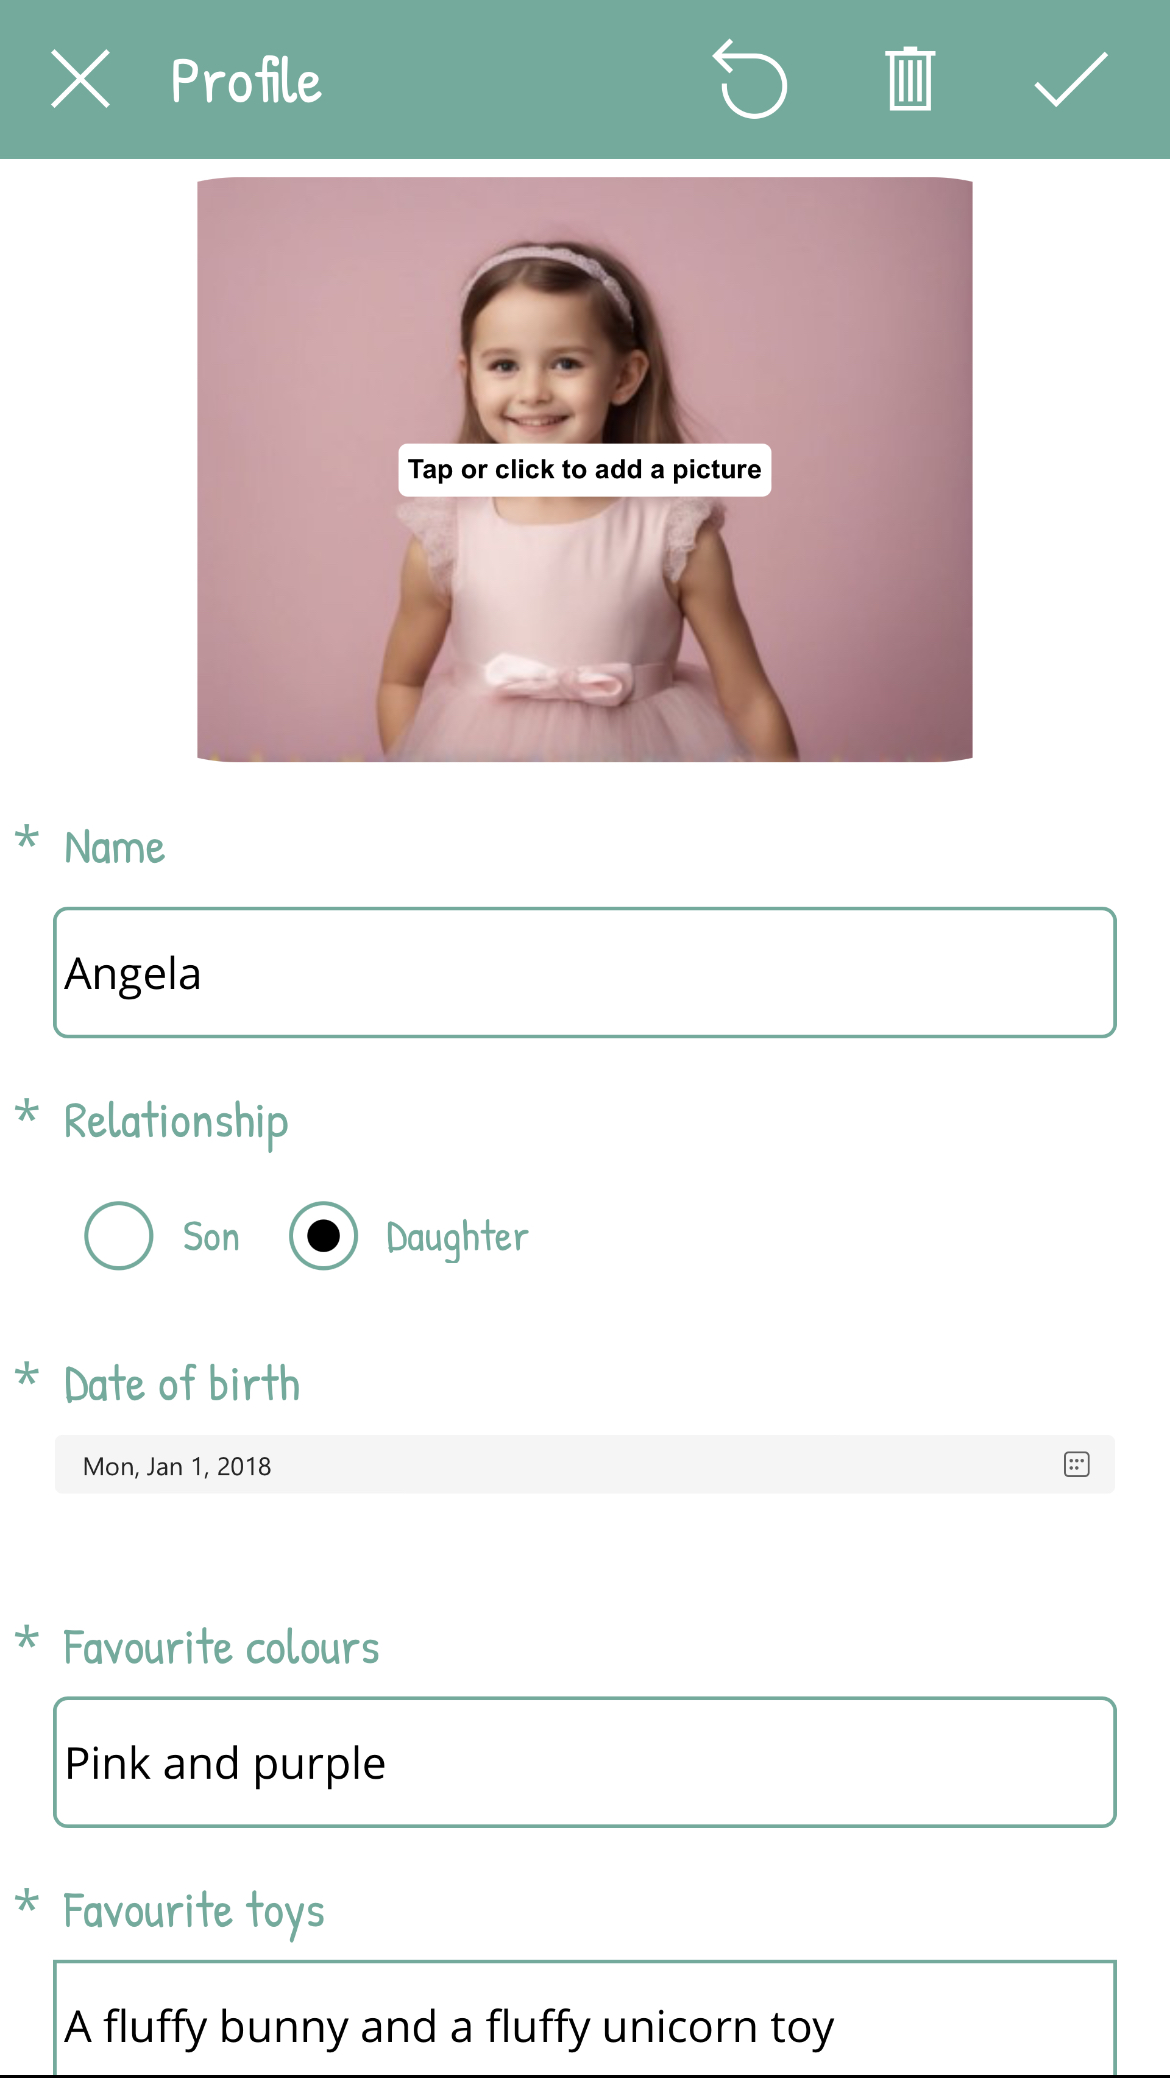 Profile
Tap or click to add a picture
* Name
Angela
* Relationship
Son Daughter
* Date of birth
Mon, Jan 1, 2018
* Favourite colours
Pink and purple
* Favourite toys
A fluffy bunny and a fluffy unicorn toy